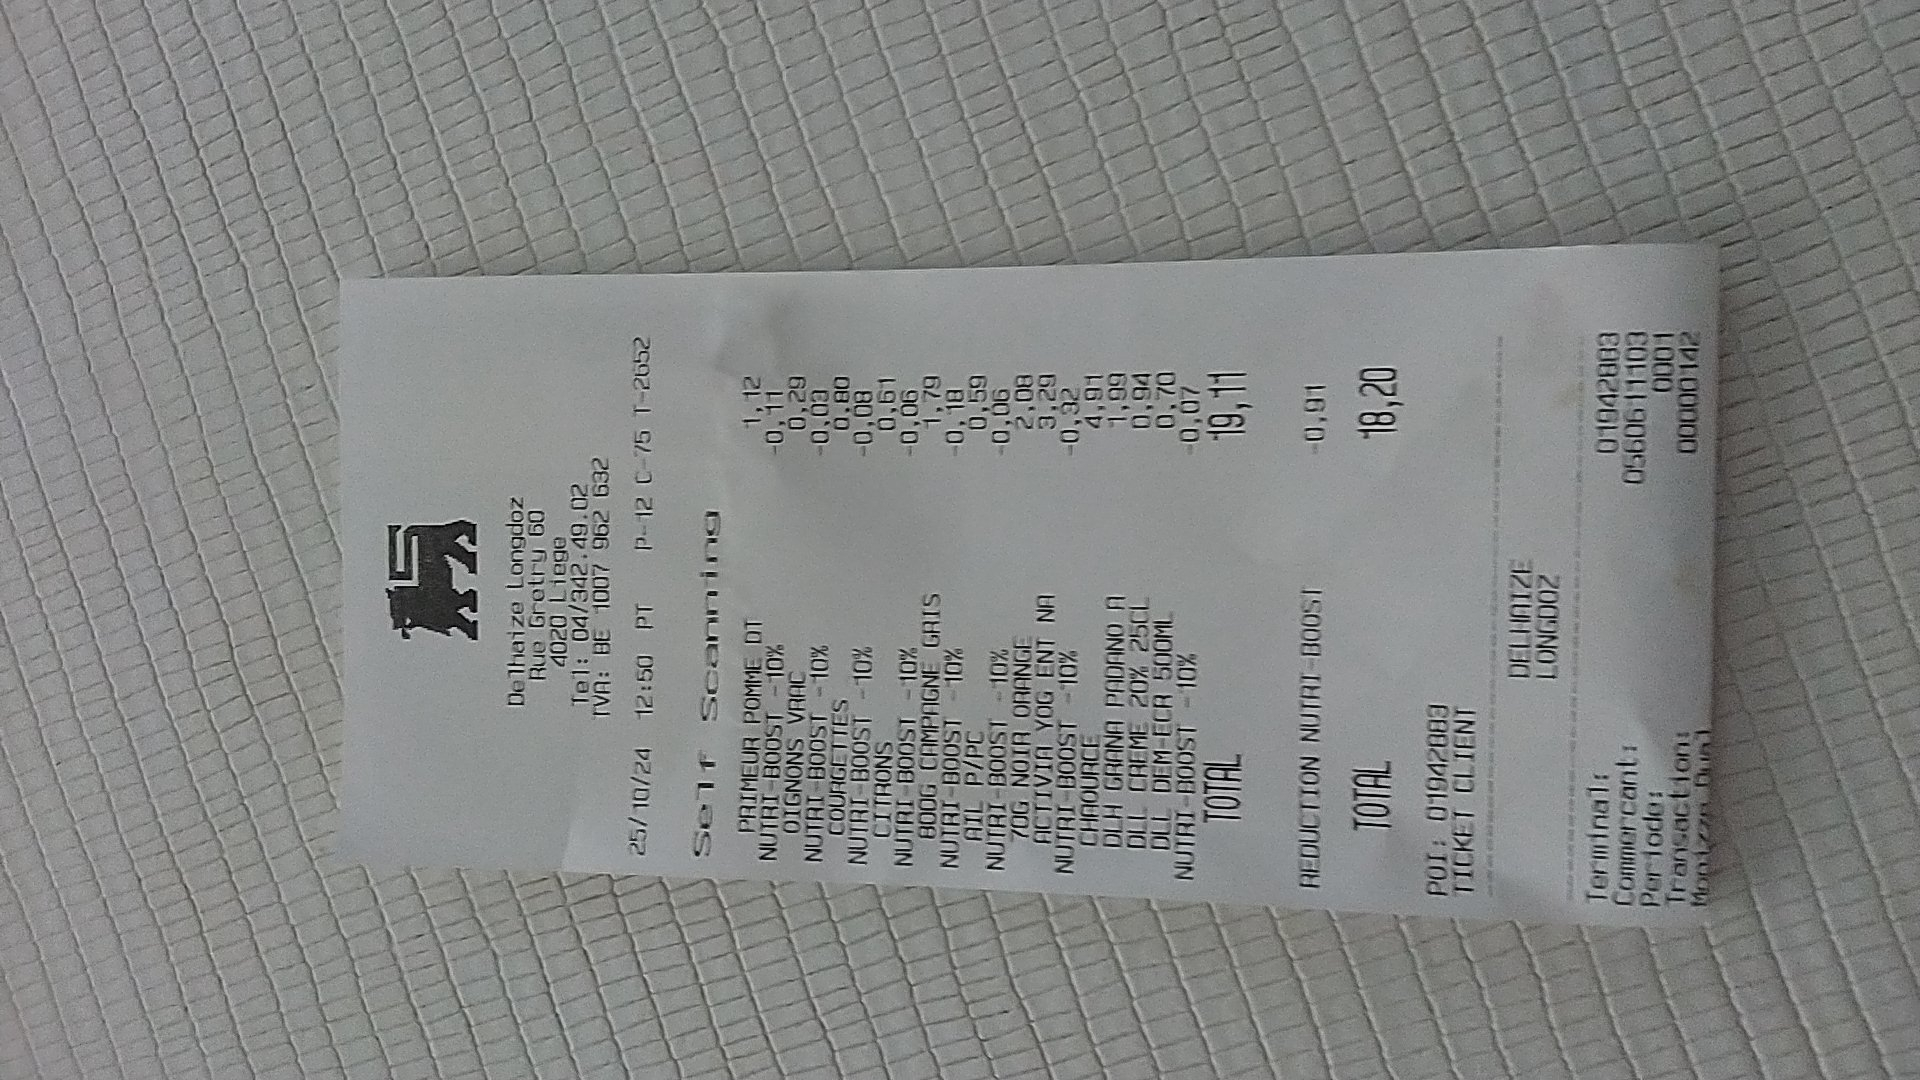 Delhaize Longdoz
Rue Gretry 60
4020 Liege
Tel: 04/342.49.02
TVA: BE 1007 962 632
25/10/24 12:50 PT P-12 C-75 T-2652
Self Scanning
PRIMEUR POMME DT 1,12
NUTRI-BOOST -10% -0,11
OIGNONS VRAC 0,29
NUTRI-BOOST -10% -0,03
COURGETTES 0,80
NUTRI-BOOST -10% -0,08
CITRONS 0,61
NUTRI-BOOST -10% -0,06
800G CAMPAGNE GRIS 1,79
NUTRI-BOOST -10% -0,18
AIL P/PC 0,59
NUTRI-BOOST -10% -0,06
70G NOIR ORANGE 2,08
ACTIVIA YOG ENT NA 3,29
NUTRI-BOOST -10% -0,32
CHAOURCE 4,91
DLH GRANA PADANO A 1,99
DLL CREME 20% 25CL 0,94
DLL DEM-ECR 500ML 0,70
NUTRI-BOOST -10% -0,07
TOTAL 19,11
REDUCTION NUTRI-BOOST -0,91
TOTAL 18,20
POI: 01942883
TICKET CLIENT
DELHAIZE
LONGDOZ
Terminal: 01942883
Commercant: 0560611103
Periode: 0001
Transaction: 00000142